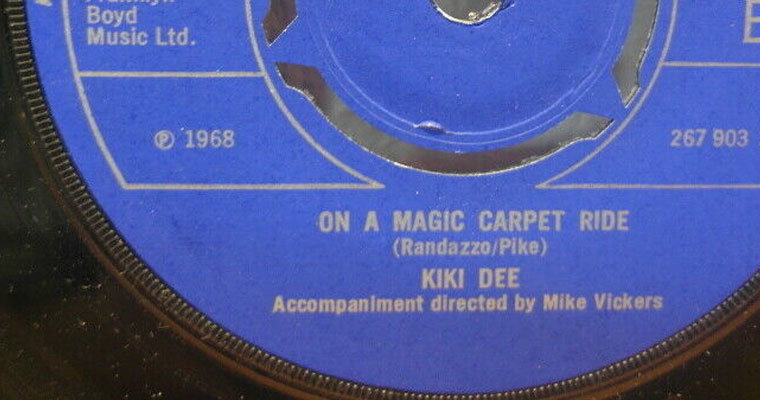 Boyd
Music Ltd.
℗ 1968
267 903
ON A MAGIC CARPET RIDE
(Randazzo/Pike)
KIKI DEE
Accompaniment directed by Mike Vickers